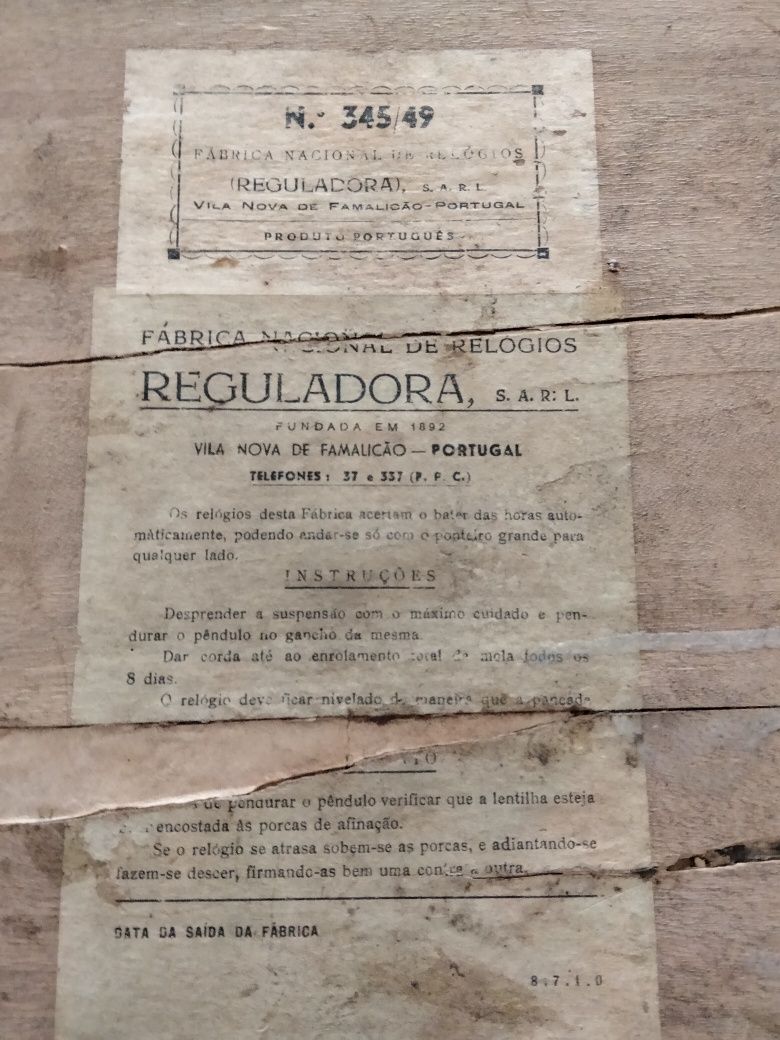 N.º 345/49
FÁBRICA NACIONAL DE RELÓGIOS
(REGULADORA), S. A. R. L.
VILA NOVA DE FAMALICÃO-PORTUGAL
PRODUTO PORTUGUÊS
FÁBRICA NACIONAL DE RELÓGIOS
REGULADORA, S. A. R: L.
FUNDADA EM 1892
VILA NOVA DE FAMALICÃO — PORTUGAL
TELEFONES: 37 e 337 (P. P. C.)
Os relógios desta Fábrica acertam o bater das horas auto-
màticamente, podendo andar-se só com o ponteiro grande para
qualquer lado.
INSTRUÇÕES
Desprender a suspensão com o máximo cuidado e pen-
durar o pêndulo no gancho da mesma.
Dar corda até ao enrolamento total da mola todos os
8 dias.
O relógio deve ficar nivelado de maneira que a pancada
de pendurar o pêndulo verificar que a lentilha esteja
encostada às porcas de afinação.
Se o relógio se atrasa sobem-se as porcas, e adiantando-se
fazem-se descer, firmando-as bem uma contra a outra.
DATA DA SAÍDA DA FÁBRICA
8.7.1.0